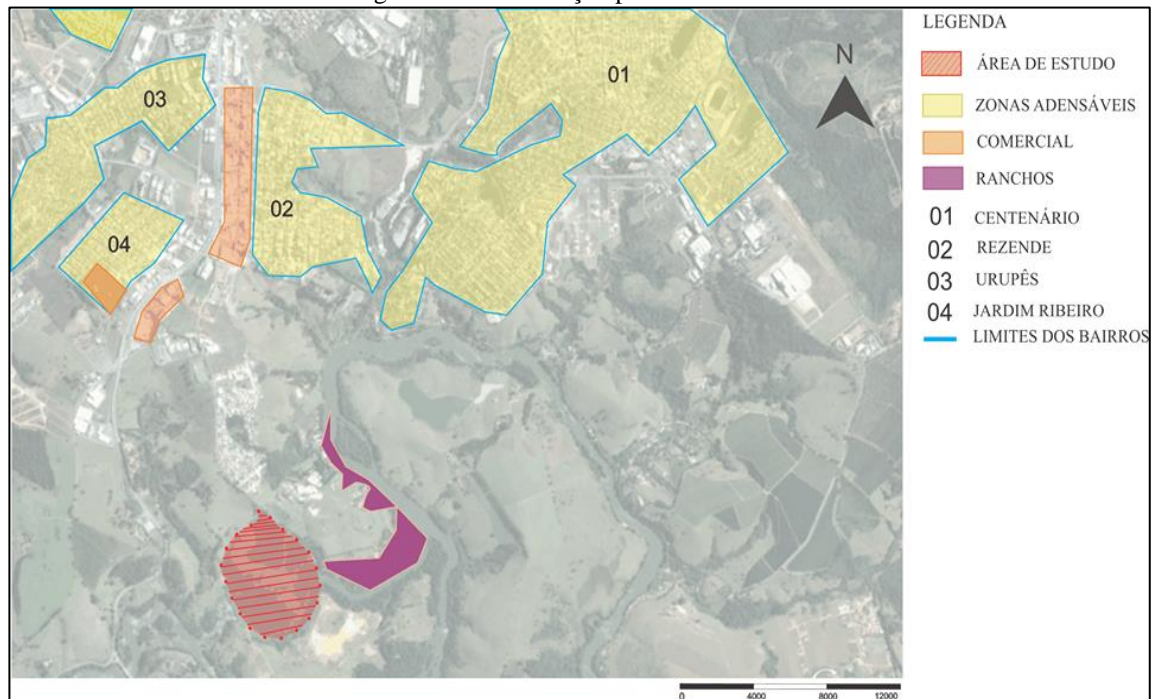 LEGENDA
N
ÁREA DE ESTUDO
ZONAS ADENSÁVEIS
COMERCIAL
RANCHOS
01 CENTENÁRIO
02 REZENDE
03 URUPÊS
04 JARDIM RIBEIRO
LIMITES DOS BAIRROS
01
03
02
04
0 4000 8000 12000